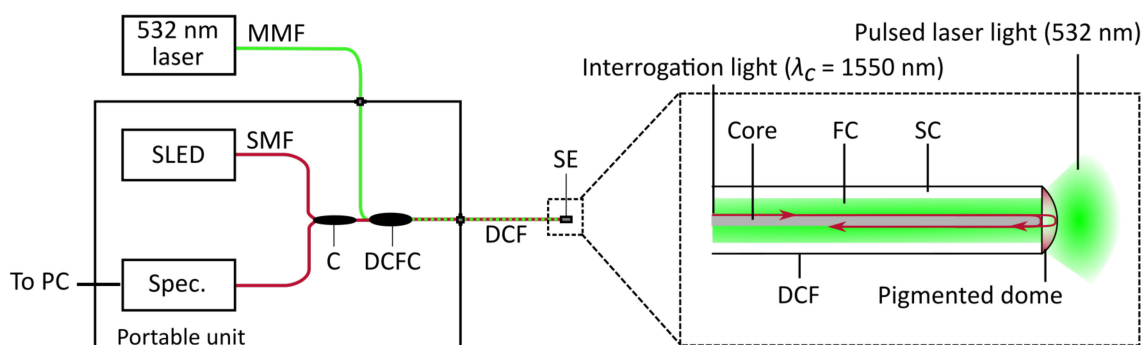 532 nm
laser
MMF
SLED
SMF
To PC
Spec.
Portable unit
C
DCFC
DCF
SE
Pulsed laser light (532 nm)
Interrogation light (λc = 1550 nm)
Core
FC
SC
DCF
Pigmented dome